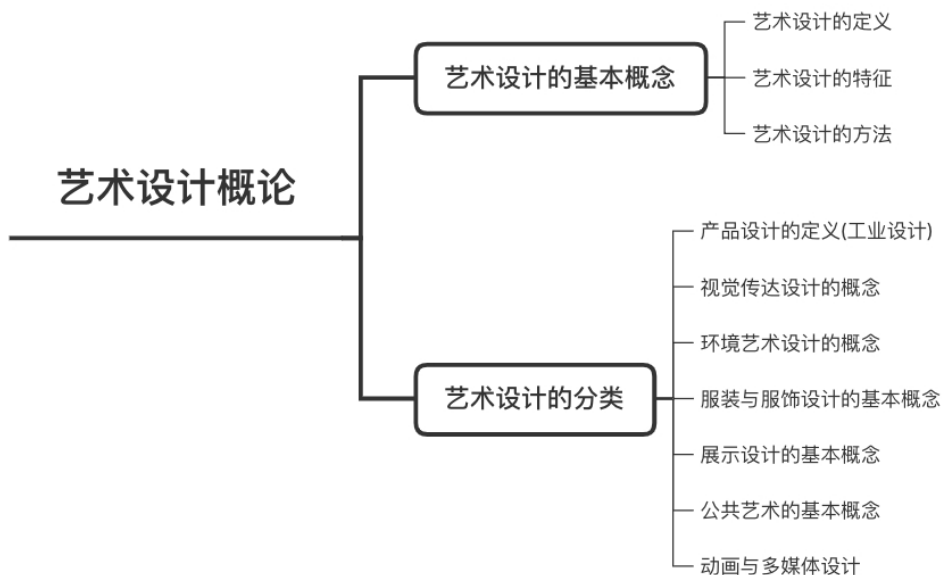 艺术设计概论
艺术设计的基本概念
艺术设计的定义
艺术设计的特征
艺术设计的方法
艺术设计的分类
产品设计的定义(工业设计)
视觉传达设计的概念
环境艺术设计的概念
服装与服饰设计的基本概念
展示设计的基本概念
公共艺术的基本概念
动画与多媒体设计